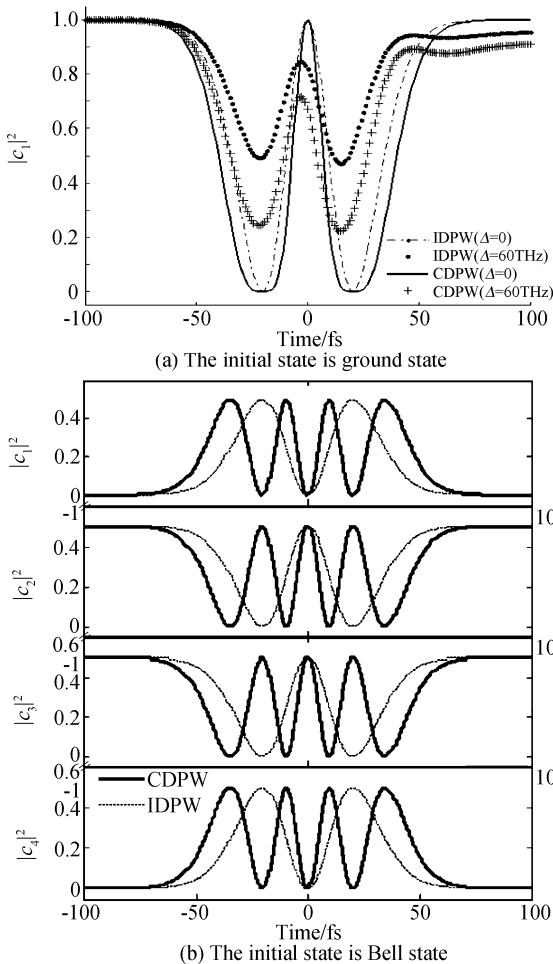 1.0
0.8
0.6
|c₁|²
0.4
0.2
0
IDPW(Δ=0)
IDPW(Δ=60THz)
CDPW(Δ=0)
CDPW(Δ=60THz)
-100 -50 0 50 100
Time/fs
(a) The initial state is ground state
0.4
|c₁|²
0.2
0
-1 10
0.4
|c₂|²
0.2
0
0.6
-1 10
0.4
|c₃|²
0.2
0
0.6
-1 10
CDPW
IDPW
0.4
|c₄|²
0.2
0
-100 -50 0 50 100
Time/fs
(b) The initial state is Bell state